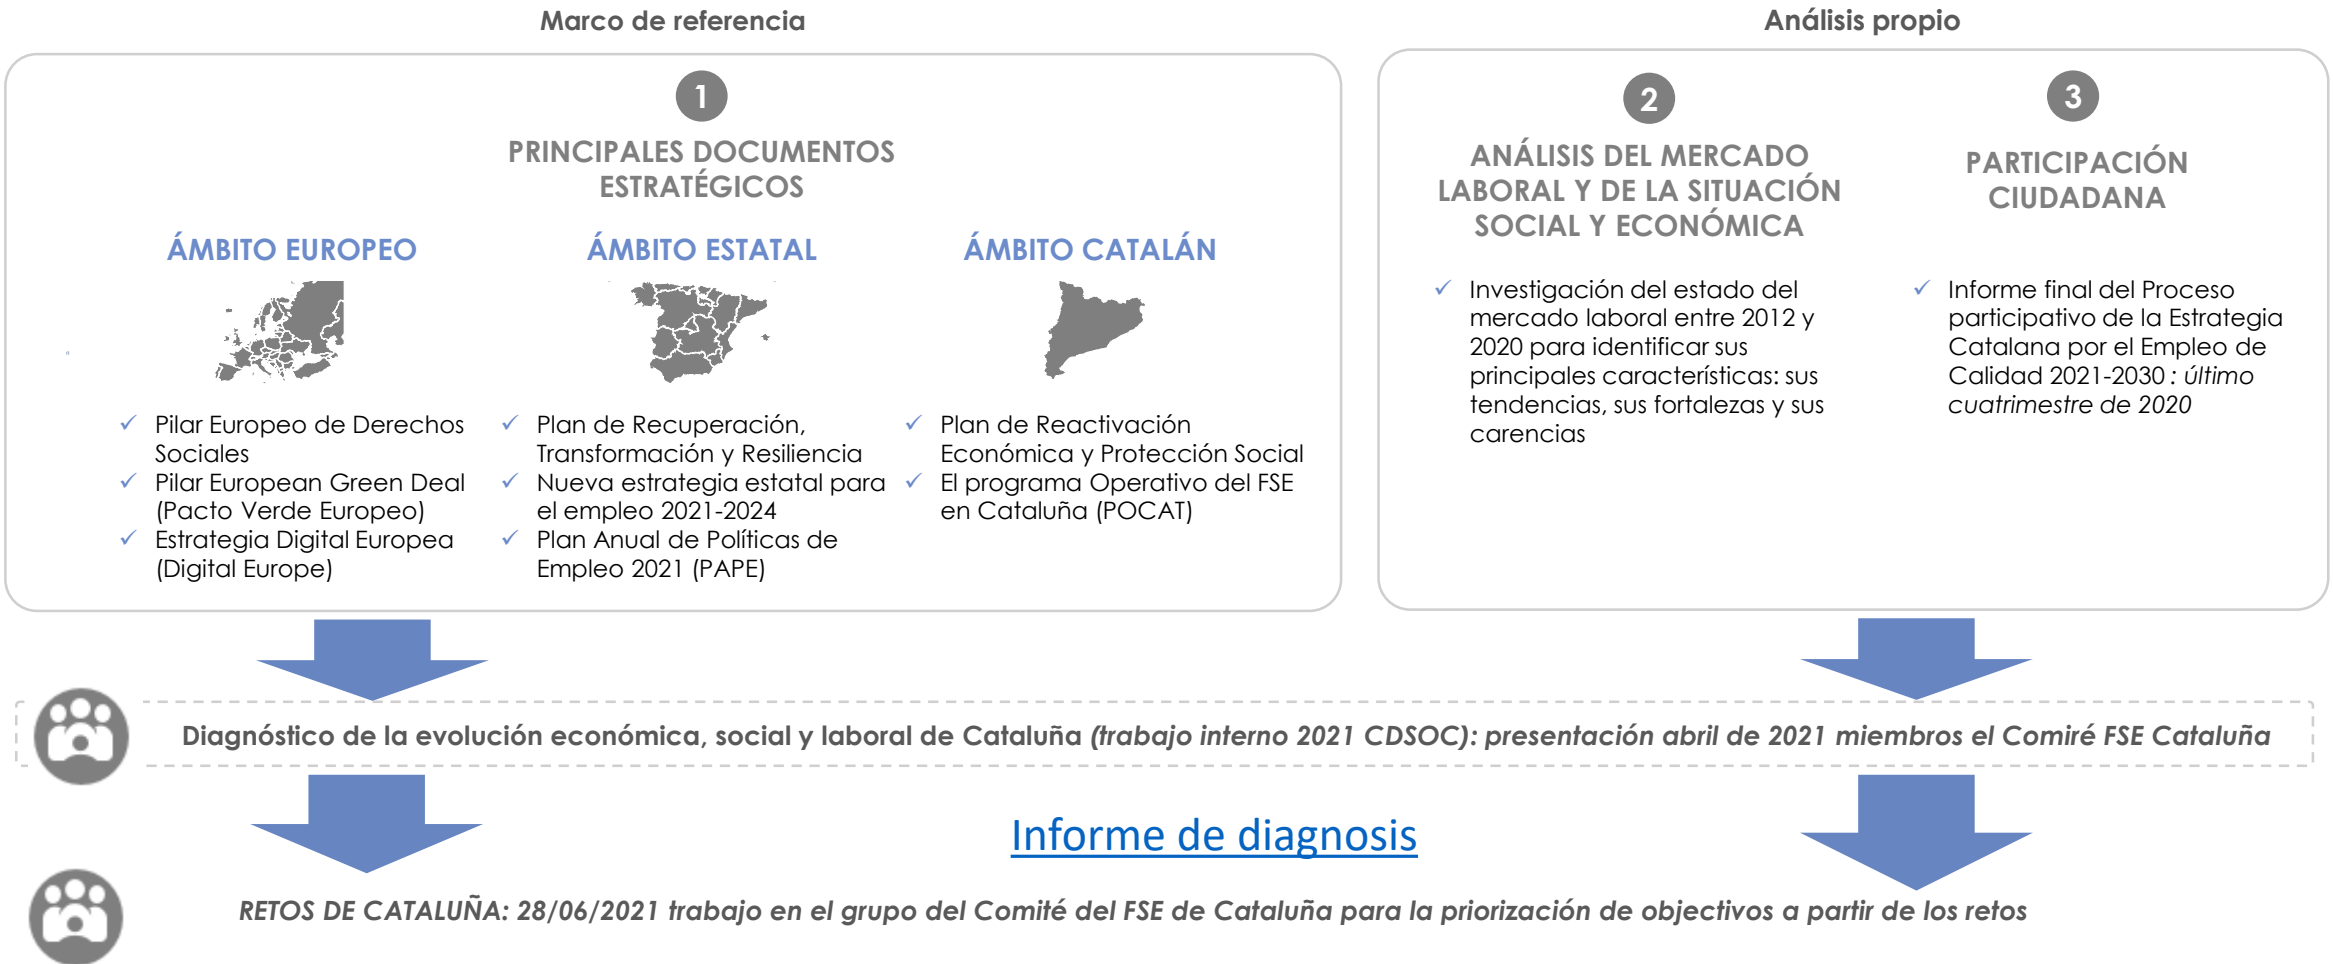 Marco de referencia
1
PRINCIPALES DOCUMENTOS
ESTRATÉGICOS
ÁMBITO EUROPEO
✓ Pilar Europeo de Derechos
Sociales
✓ Pilar European Green Deal
(Pacto Verde Europeo)
✓ Estrategia Digital Europea
(Digital Europe)
ÁMBITO ESTATAL
✓ Plan de Recuperación,
Transformación y Resiliencia
✓ Nueva estrategia estatal para
el empleo 2021-2024
✓ Plan Anual de Políticas de
Empleo 2021 (PAPE)
ÁMBITO CATALÁN
✓ Plan de Reactivación
Económica y Protección Social
✓ El programa Operativo del FSE
en Cataluña (POCAT)
Análisis propio
2
ANÁLISIS DEL MERCADO
LABORAL Y DE LA SITUACIÓN
SOCIAL Y ECONÓMICA
✓ Investigación del estado del
mercado laboral entre 2012 y
2020 para identificar sus
principales características: sus
tendencias, sus fortalezas y sus
carencias
3
PARTICIPACIÓN
CIUDADANA
✓ Informe final del Proceso
participativo de la Estrategia
Catalana por el Empleo de
Calidad 2021-2030 : último
cuatrimestre de 2020
Diagnóstico de la evolución económica, social y laboral de Cataluña (trabajo interno 2021 CDSOC): presentación abril de 2021 miembros el Comiré FSE Cataluña
Informe de diagnosis
RETOS DE CATALUÑA: 28/06/2021 trabajo en el grupo del Comité del FSE de Cataluña para la priorización de objectivos a partir de los retos